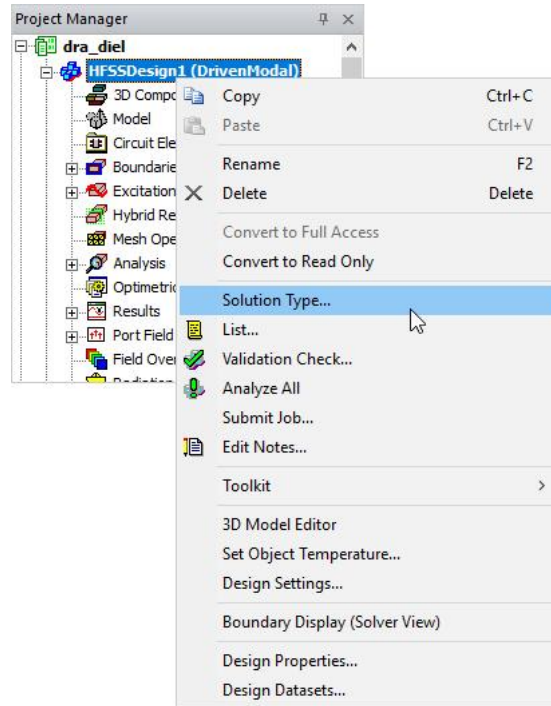 Project Manager
dra_diel
HFSSDesign1 (DrivenModal)
3D Compo
Model
Circuit Ele
Boundarie
Excitation
Hybrid Re
Mesh Ope
Analysis
Optimetric
Results
Port Field
Field Over
Copy Ctrl+C
Paste Ctrl+V
Rename F2
Delete Delete
Convert to Full Access
Convert to Read Only
Solution Type...
List...
Validation Check...
Analyze All
Submit Job...
Edit Notes...
Toolkit
3D Model Editor
Set Object Temperature...
Design Settings...
Boundary Display (Solver View)
Design Properties...
Design Datasets...